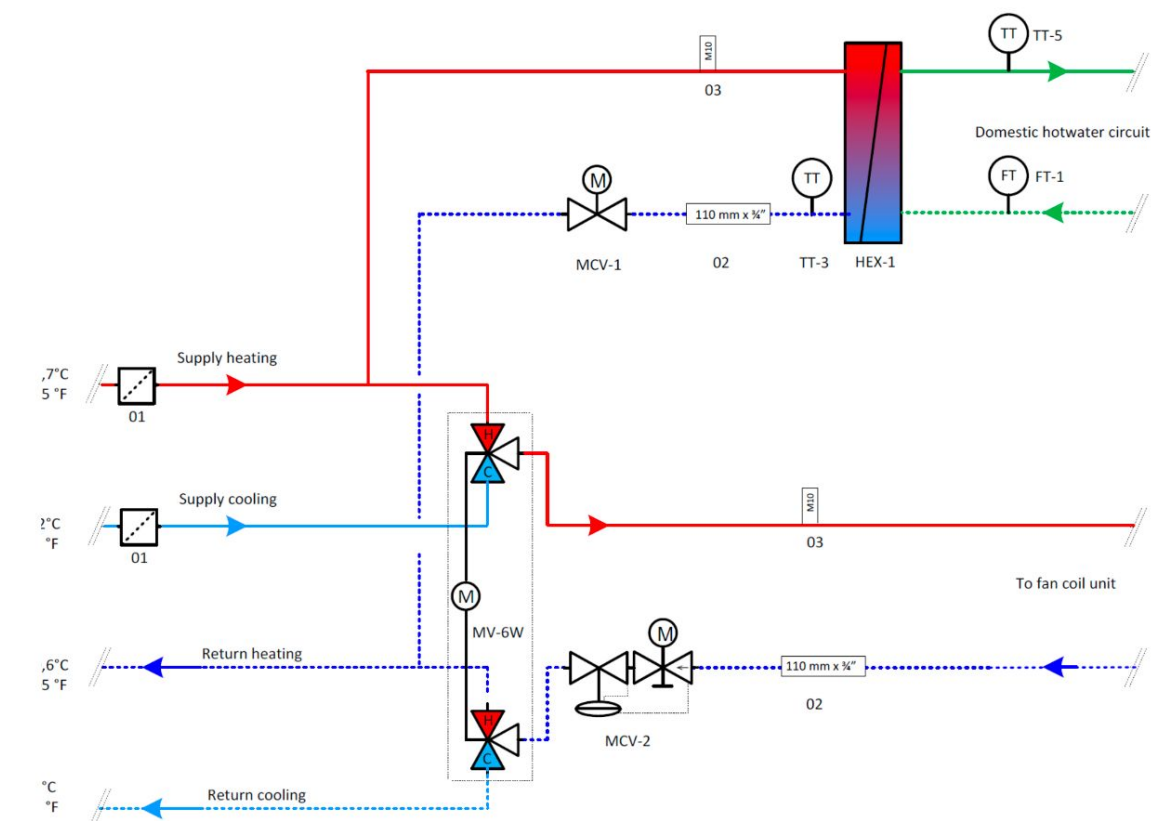 TT
TT-5
M10
03
Domestic hotwater circuit
M
TT
FT
FT-1
110 mm x ¾"
MCV-1
02
TT-3
HEX-1
Supply heating
,7°C
5 °F
01
H
C
Supply cooling
2°C
°F
01
M10
03
M
To fan coil unit
MV-6W
M
Return heating
,6°C
5 °F
110 mm x ¾"
02
H
MCV-2
C
Return cooling
°C
°F